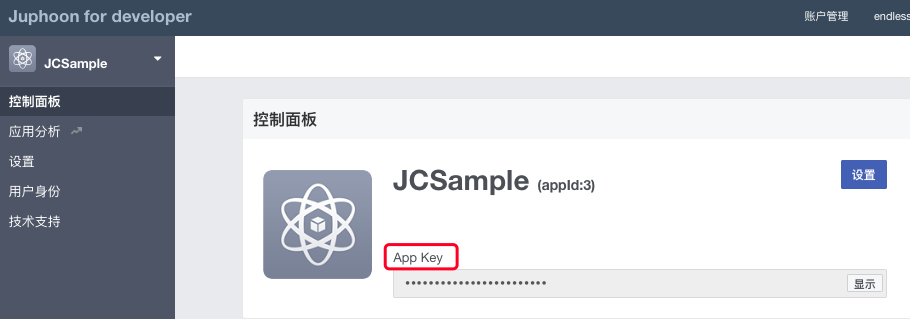 Juphoon for developer
账户管理
endless
JCSample
控制面板
应用分析
设置
用户身份
技术支持
控制面板
JCSample (appId:3)
设置
App Key
••••••••••••••••••••••••
显示